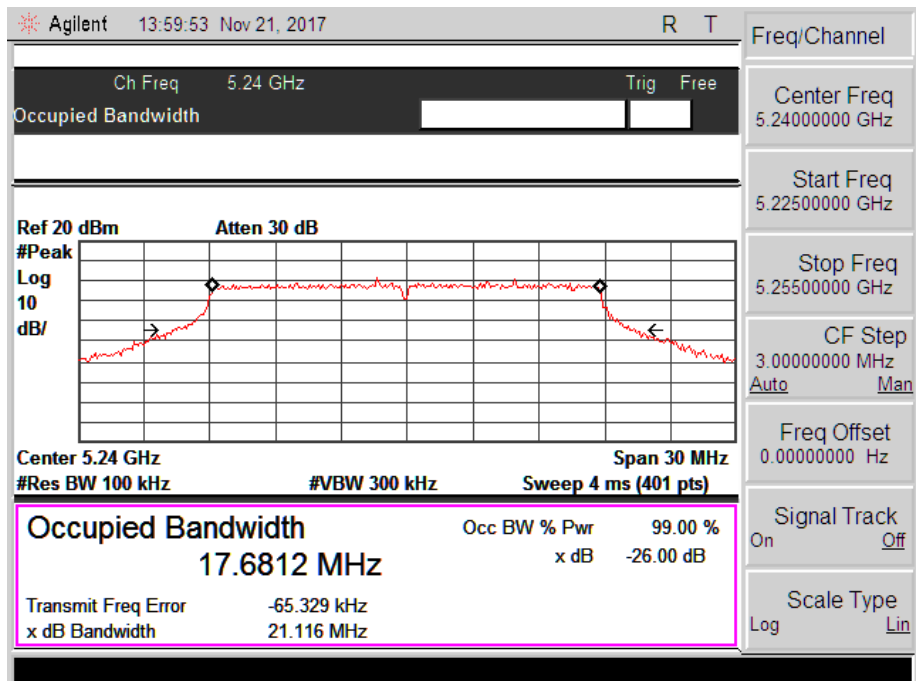 Agilent 13:59:53 Nov 21, 2017 R T
Ch Freq 5.24 GHz Trig Free
Occupied Bandwidth
Ref 20 dBm Atten 30 dB
#Peak
Log
10
dB/
Center 5.24 GHz Span 30 MHz
#Res BW 100 kHz #VBW 300 kHz Sweep 4 ms (401 pts)
Occupied Bandwidth Occ BW % Pwr 99.00 %
17.6812 MHz x dB -26.00 dB
Transmit Freq Error -65.329 kHz
x dB Bandwidth 21.116 MHz
Freq/Channel
Center Freq
5.24000000 GHz
Start Freq
5.22500000 GHz
Stop Freq
5.25500000 GHz
CF Step
3.00000000 MHz
Auto Man
Freq Offset
0.00000000 Hz
Signal Track
On Off
Scale Type
Log Lin